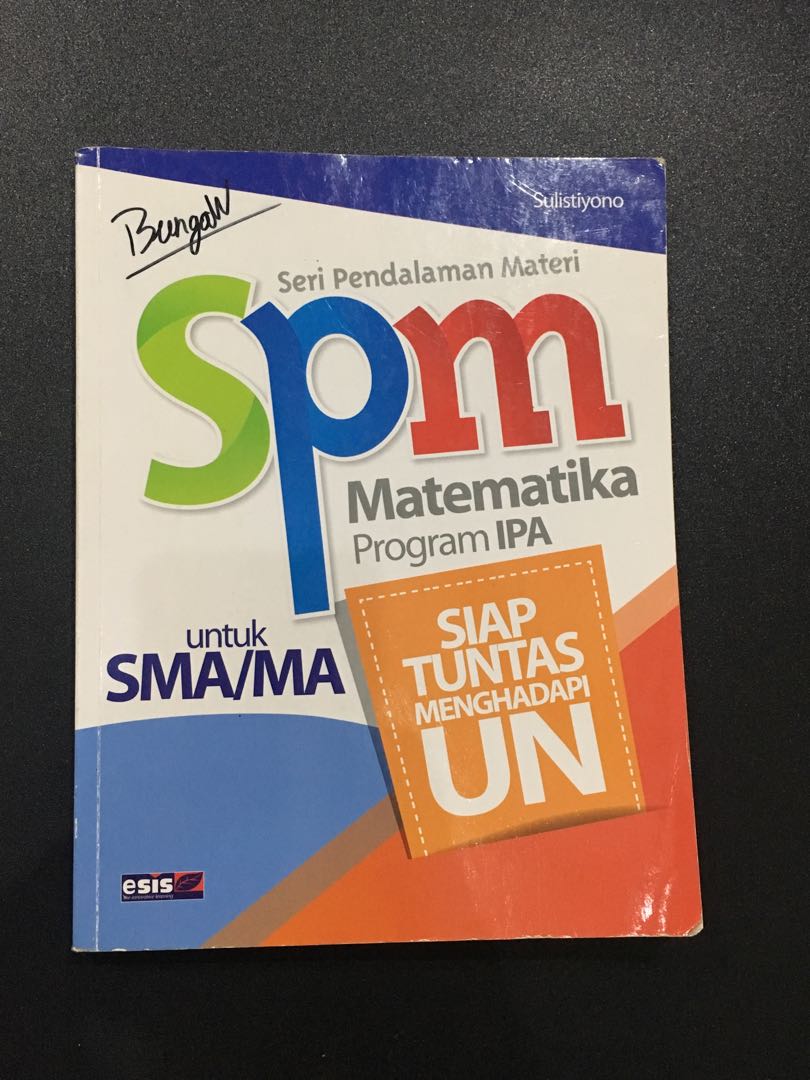 Sulistiyono
BungaW
Seri Pendalaman Materi
Spm
Matematika
Program IPA
untuk
SMA/MA
SIAP
TUNTAS
MENGHADAPI
UN
esis